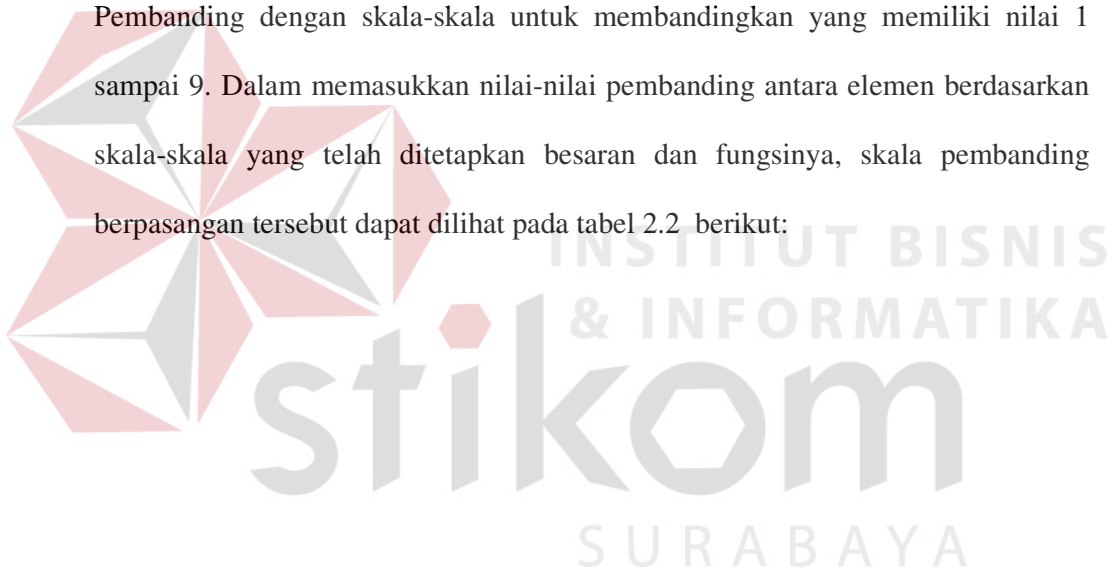 Pembanding dengan skala-skala untuk membandingkan yang memiliki nilai 1
sampai 9. Dalam memasukkan nilai-nilai pembanding antara elemen berdasarkan
skala-skala yang telah ditetapkan besaran dan fungsinya, skala pembanding
berpasangan tersebut dapat dilihat pada tabel 2.2 berikut:
INSTITUT BISNIS
& INFORMATIKA
stikom
SURABAYA